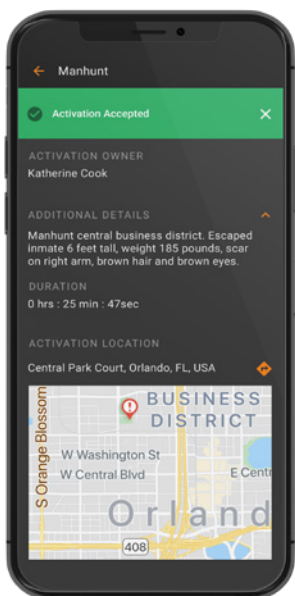 Manhunt
Activation Accepted
ACTIVATION OWNER
Katherine Cook
ADDITIONAL DETAILS
Manhunt central business district. Escaped
inmate 6 feet tall, weight 185 pounds, scar
on right arm, brown hair and brown eyes.
DURATION
0 hrs : 25 min : 47sec
ACTIVATION LOCATION
Central Park Court, Orlando, FL, USA
BUSINESS
DISTRICT
S Orange Blossom
W Washington St
W Central Blvd
E Centr
Orland
408